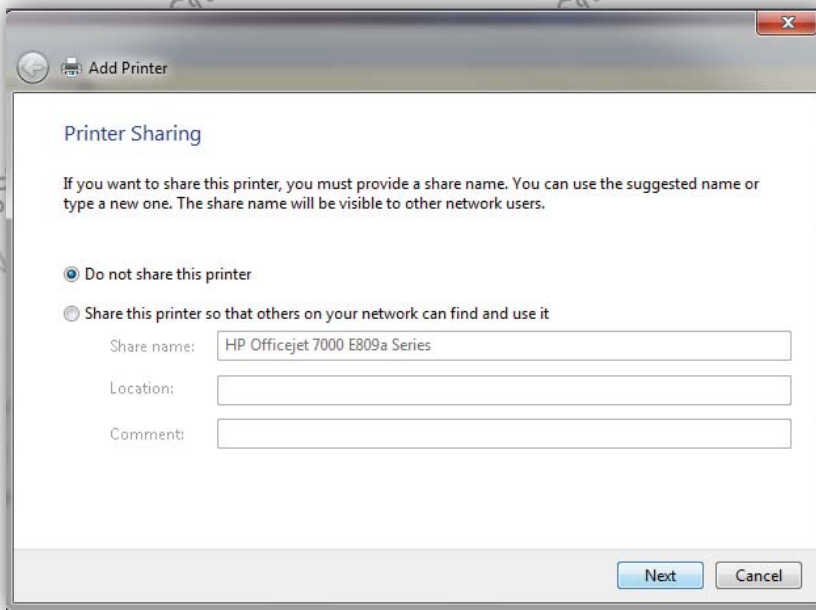 Add Printer
Printer Sharing
If you want to share this printer, you must provide a share name. You can use the suggested name or
type a new one. The share name will be visible to other network users.
Do not share this printer
Share this printer so that others on your network can find and use it
Share name: HP Officejet 7000 E809a Series
Location:
Comment:
Next Cancel